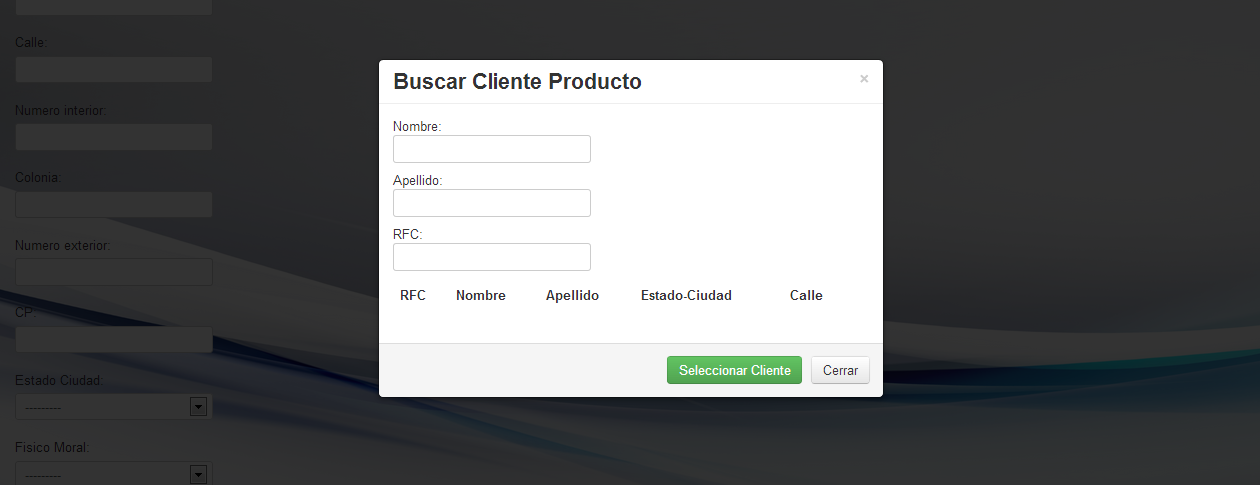 Calle:
Numero interior:
Colonia:
Numero exterior:
CP:
Estado Ciudad:
---------
Fisico Moral:
---------
Buscar Cliente Producto ×
Nombre:
Apellido:
RFC:
RFC Nombre Apellido Estado-Ciudad Calle
Seleccionar Cliente Cerrar